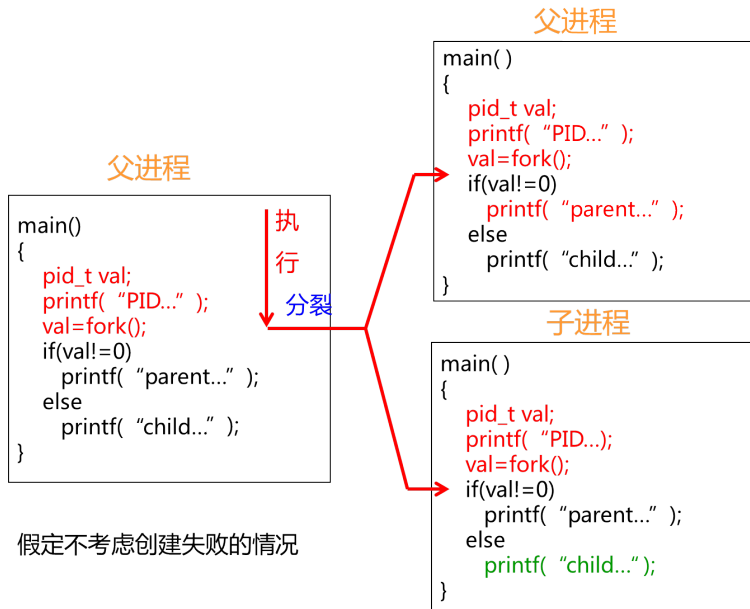 父进程
main()
{
pid_t val;
printf(“PID…”);
val=fork();
if(val!=0)
printf(“parent…”);
else
printf(“child…”);
}
执
行
分裂
假定不考虑创建失败的情况
父进程
main( )
{
pid_t val;
printf(“PID…”);
val=fork();
if(val!=0)
printf(“parent…”);
else
printf(“child…”);
}
子进程
main( )
{
pid_t val;
printf(“PID…);
val=fork();
if(val!=0)
printf(“parent…”);
else
printf(“child…“);
}